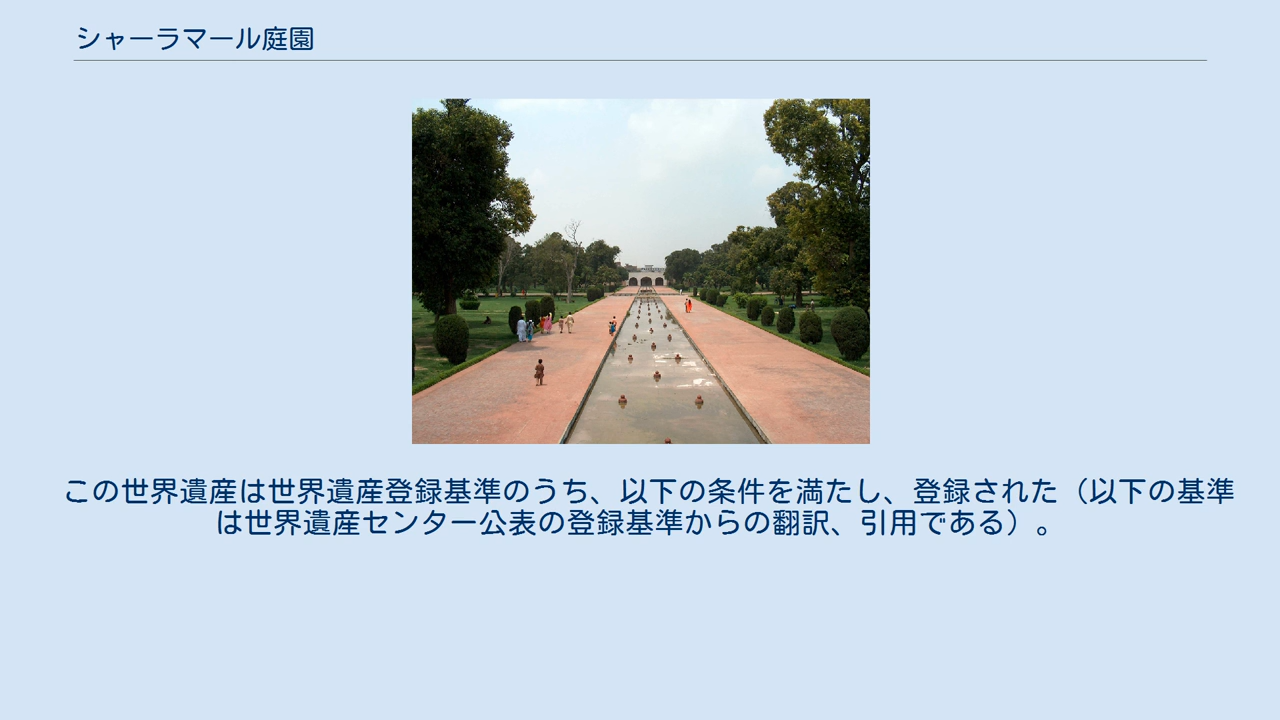 シャーラマール庭園
この世界遺産は世界遺産登録基準のうち、以下の条件を満たし、登録された（以下の基準
は世界遺産センター公表の登録基準からの翻訳、引用である）。